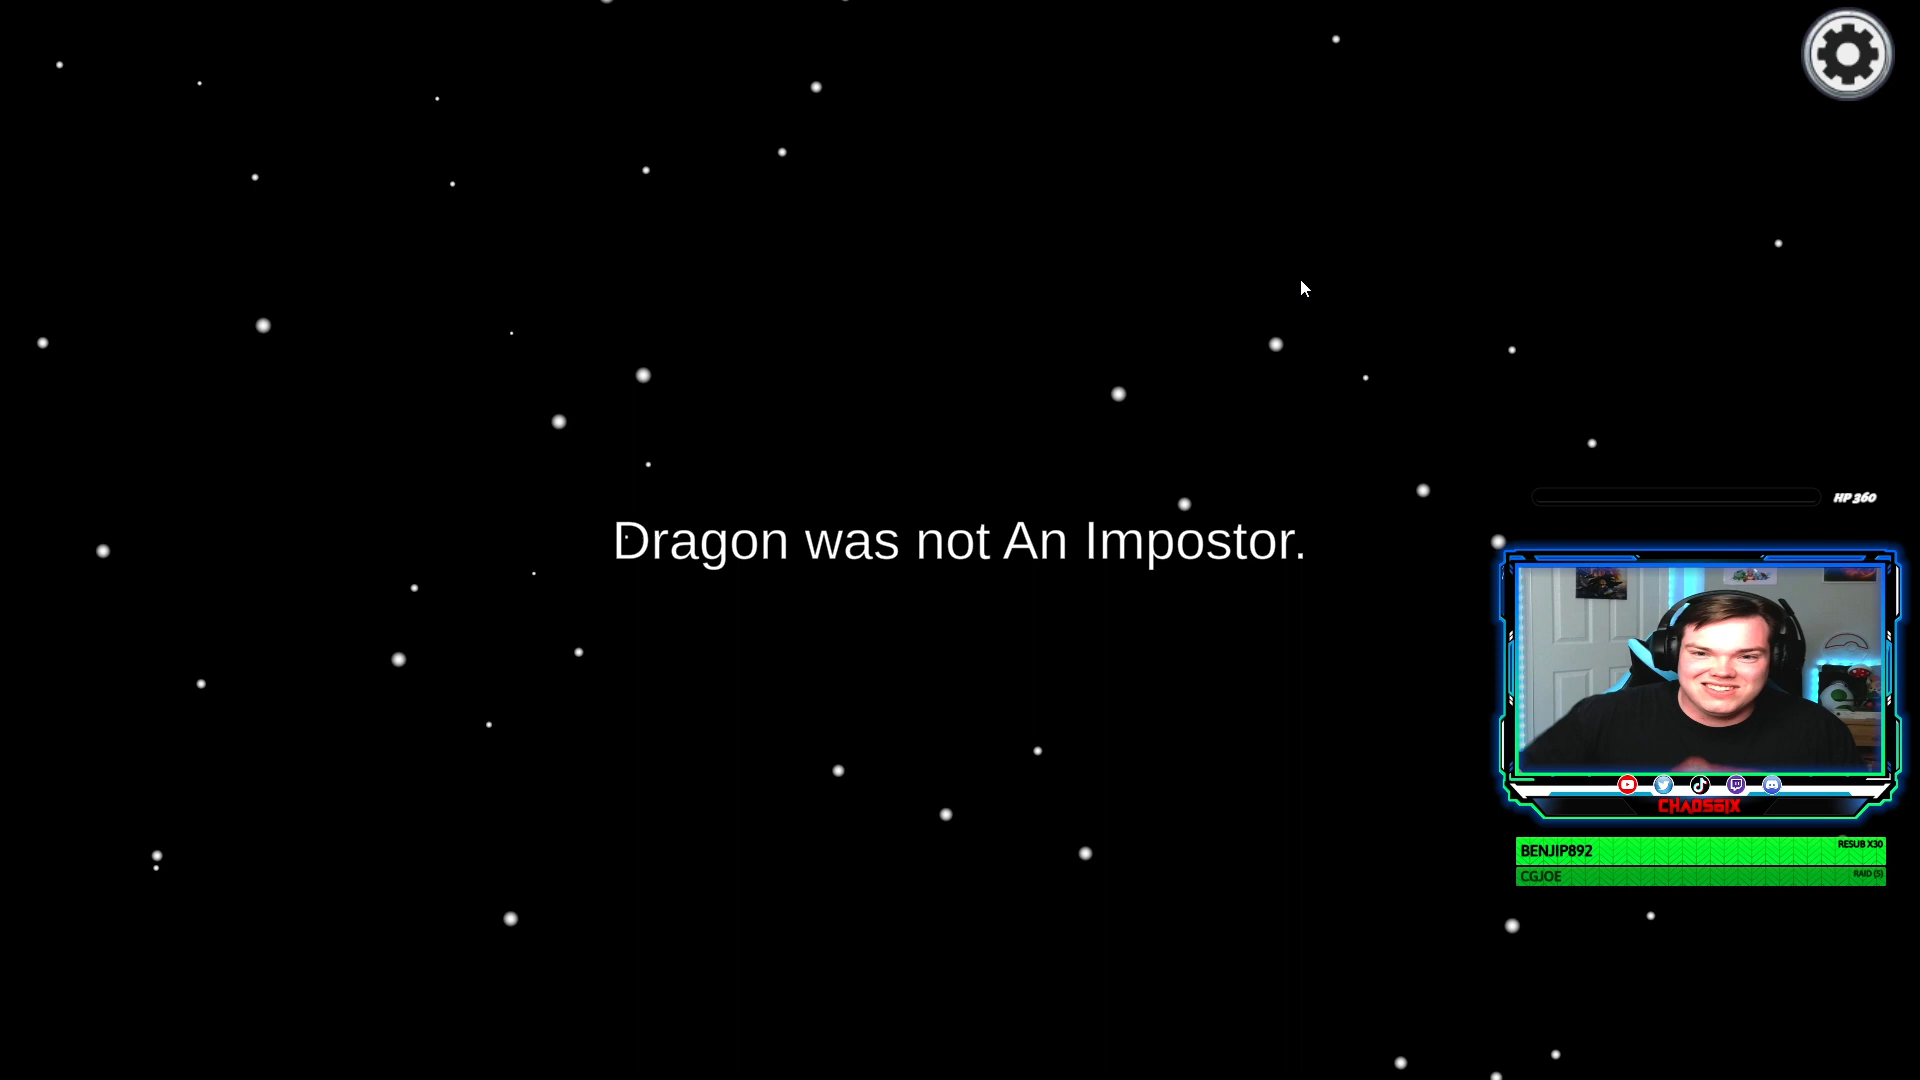 Dragon was not An Impostor.
HP 360
CHAOS6IX
BENJIP892
RESUB X30
CGJOE
RAID (5)